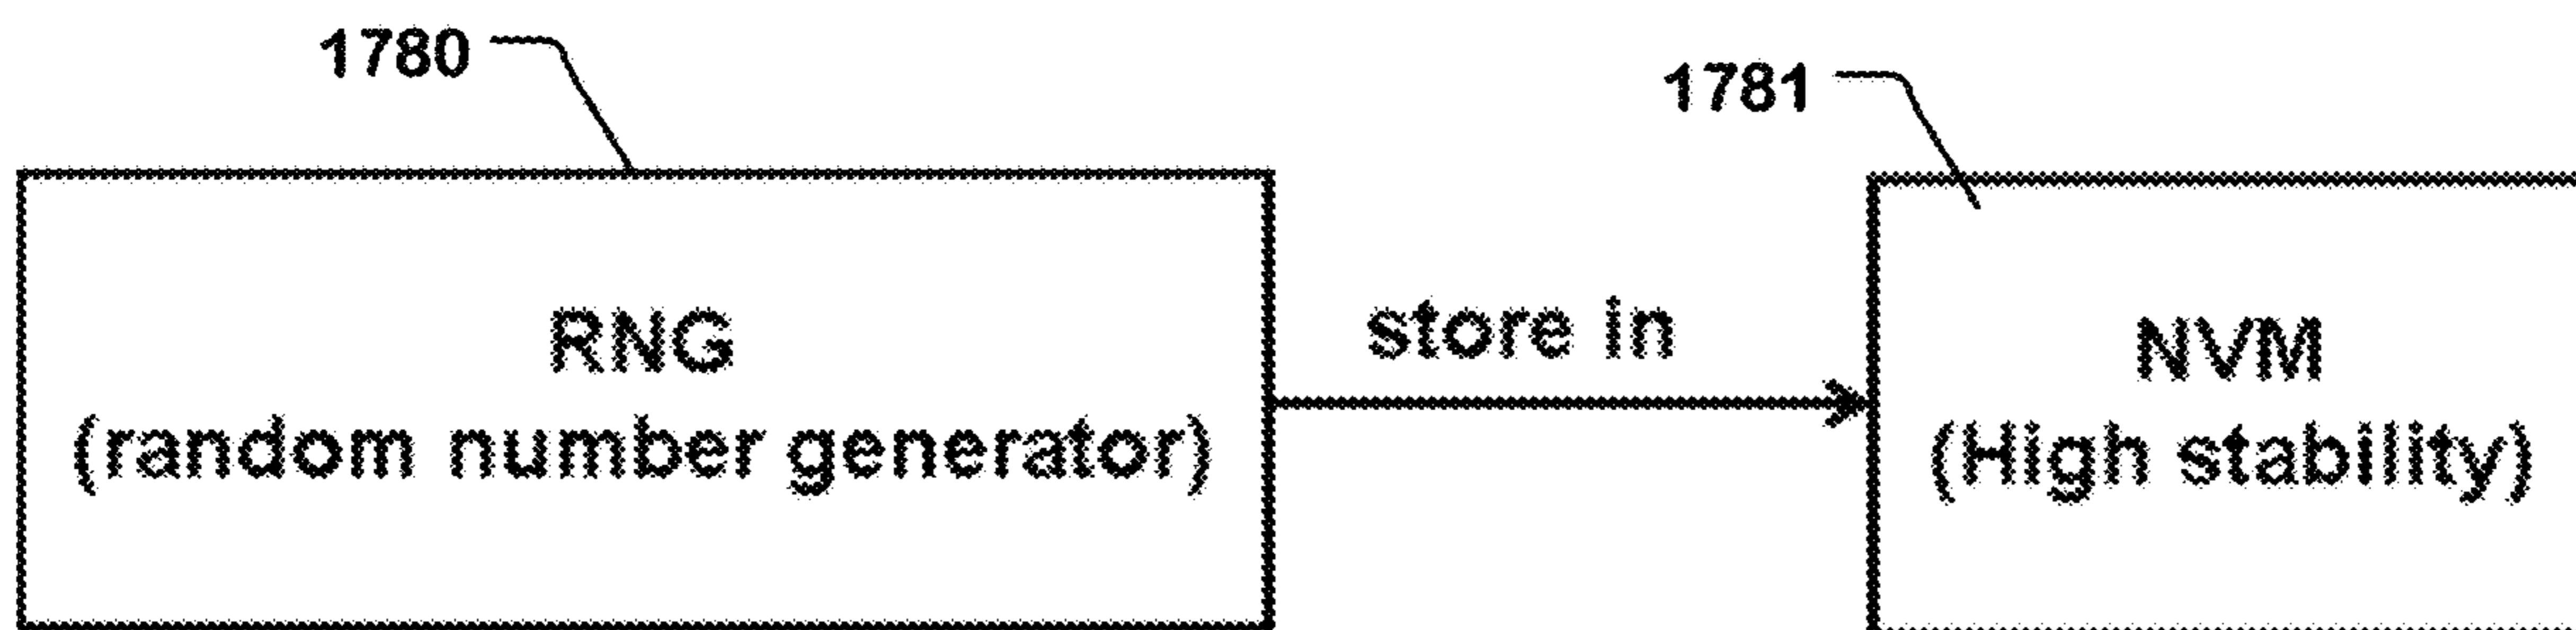 1780
1781
RNG
(random number generator)
store in
NVM
(High stability)